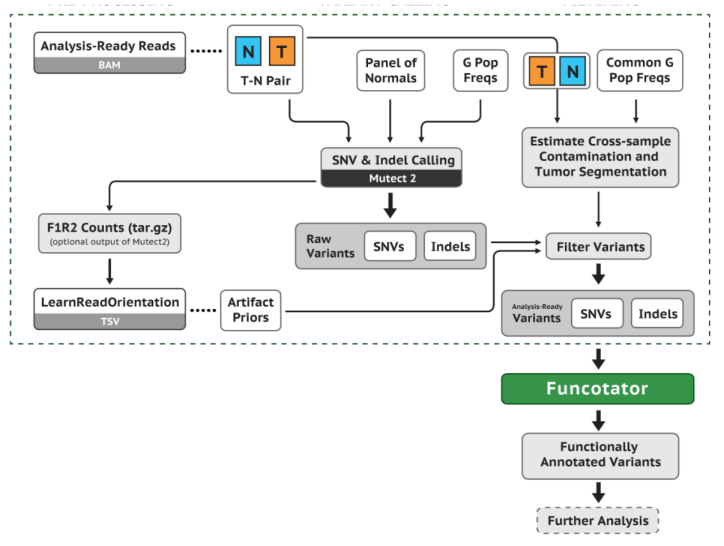 Analysis-Ready Reads
BAM
N
T
T-N Pair
Panel of
Normals
G Pop
Freqs
T
N
Common G
Pop Freqs
SNV & Indel Calling
Mutect 2
Estimate Cross-sample
Contamination and
Tumor Segmentation
F1R2 Counts (tar.gz)
(optional output of Mutect2)
Raw
Variants
SNVs
Indels
Filter Variants
LearnReadOrientation
TSV
Artifact
Priors
Analysis-Ready
Variants
SNVs
Indels
Funcotator
Functionally
Annotated Variants
Further Analysis